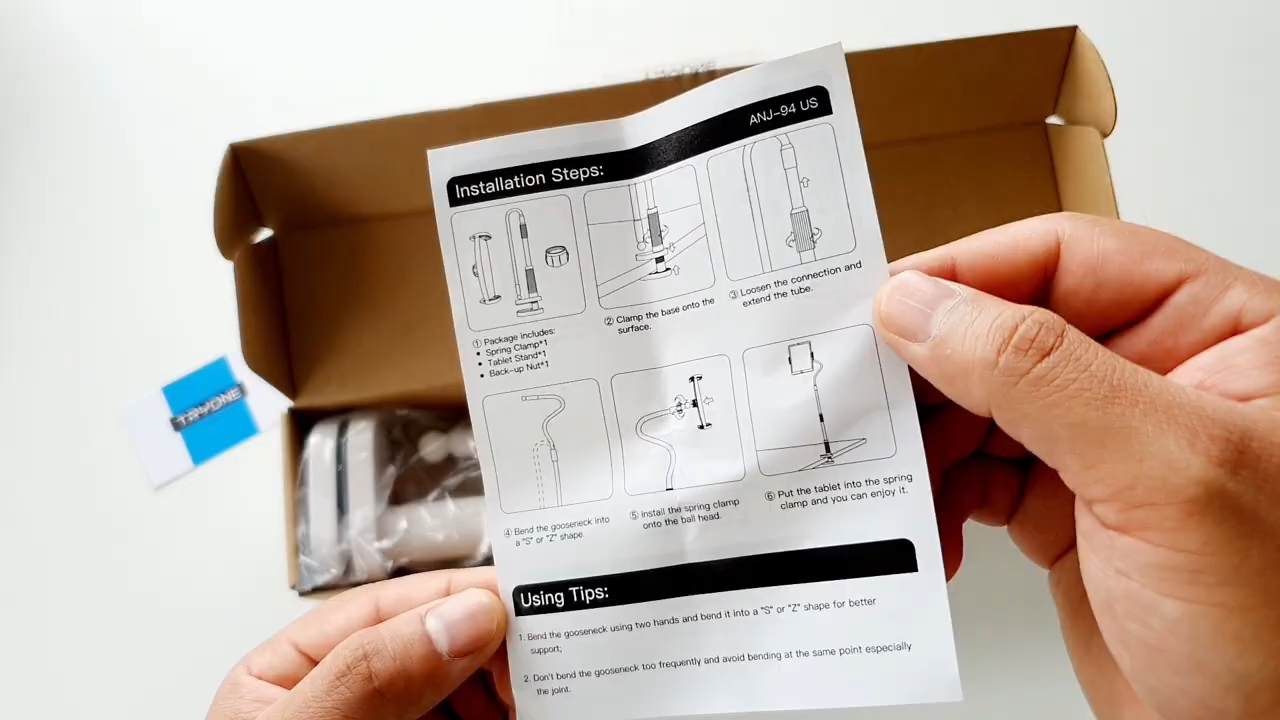 ANJ-94 US
Installation Steps:
① Package includes:
• Spring Clamp*1
• Tablet Stand*1
• Back-up Nut*1
② Clamp the base onto the
surface.
③ Loosen the connection and
extend the tube.
④ Bend the gooseneck into
a "S" or "Z" shape.
⑤ Install the spring clamp
onto the ball head.
⑥ Put the tablet into the spring
clamp and you can enjoy it.
Using Tips:
1. Bend the gooseneck using two hands and bend it into a "S" or "Z" shape for better
support;
2. Don't bend the gooseneck too frequently and avoid bending at the same point especially
the joint.
TRYONE